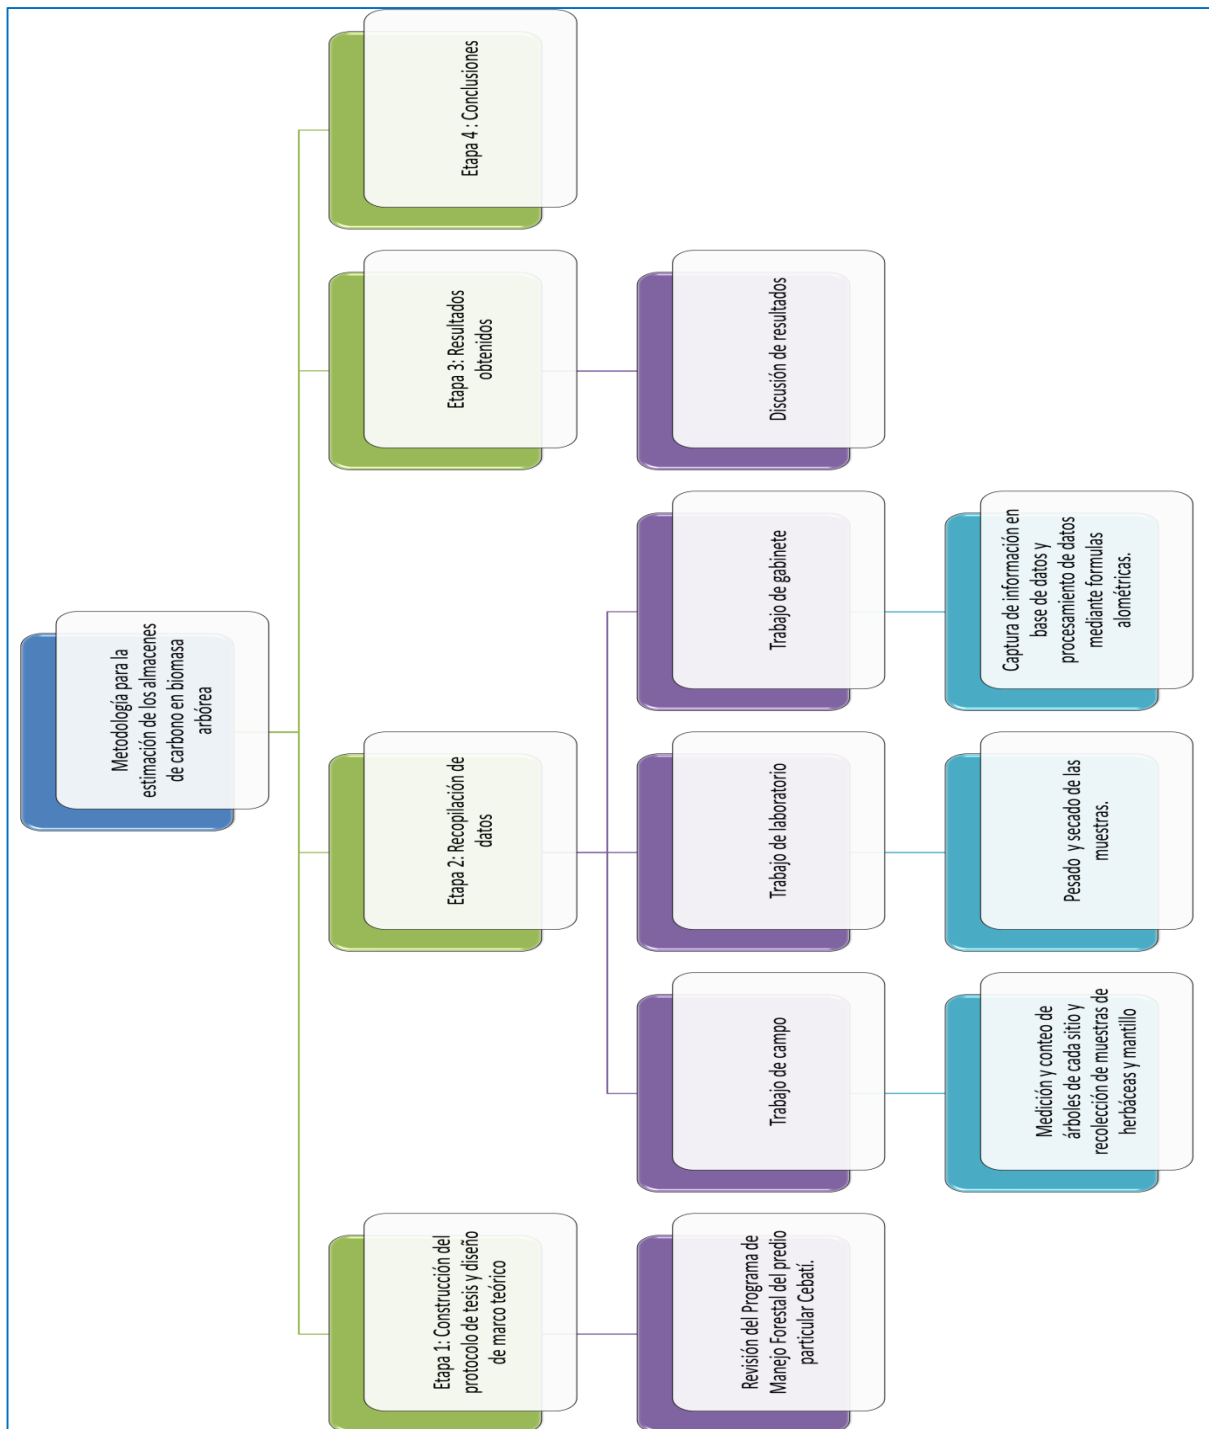 Metodología para la
estimación de los almacenes
de carbono en biomasa
arbórea
Etapa 1: Construcción del
protocolo de tesis y diseño
de marco teórico
Etapa 2: Recopilación de
datos
Etapa 3: Resultados
obtenidos
Etapa 4 : Conclusiones
Revisión del Programa de
Manejo Forestal del predio
particular Cebatí.
Trabajo de campo
Trabajo de laboratorio
Trabajo de gabinete
Discusión de resultados
Medición y conteo de
árboles de cada sitio y
recolección de muestras de
herbáceas y mantillo
Pesado y secado de las
muestras.
Captura de información en
base de datos y
procesamiento de datos
mediante formulas
alométricas.